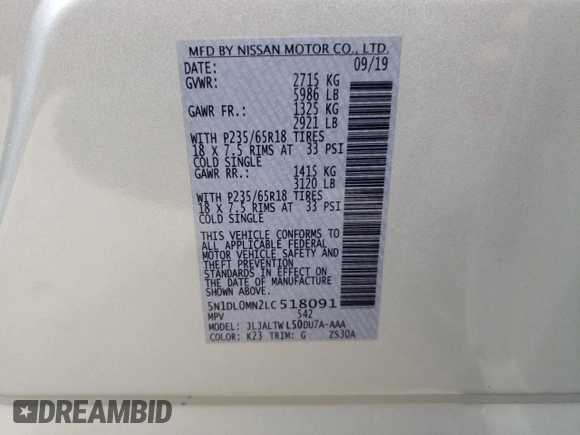 MFD BY NISSAN MOTOR CO., LTD.
DATE: 09/19
GVWR: 2715 KG
5986 LB
GAWR FR.: 1325 KG
2921 LB
WITH P235/65R18 TIRES
18 X 7.5 RIMS AT 33 PSI
COLD SINGLE
GAWR RR.: 1415 KG
3120 LB
WITH P235/65R18 TIRES
18 X 7.5 RIMS AT 33 PSI
COLD SINGLE
THIS VEHICLE CONFORMS TO
ALL APPLICABLE FEDERAL
MOTOR VEHICLE SAFETY AND
THEFT PREVENTION
STANDARDS IN EFFECT ON THE
DATE OF MANUFACTURE
5N1DL0MN2LC518091
MPV 542
MODEL: JLJALTWL50DU7A-AAA
COLOR: K23 TRIM: G ZS30A
DREAMBID